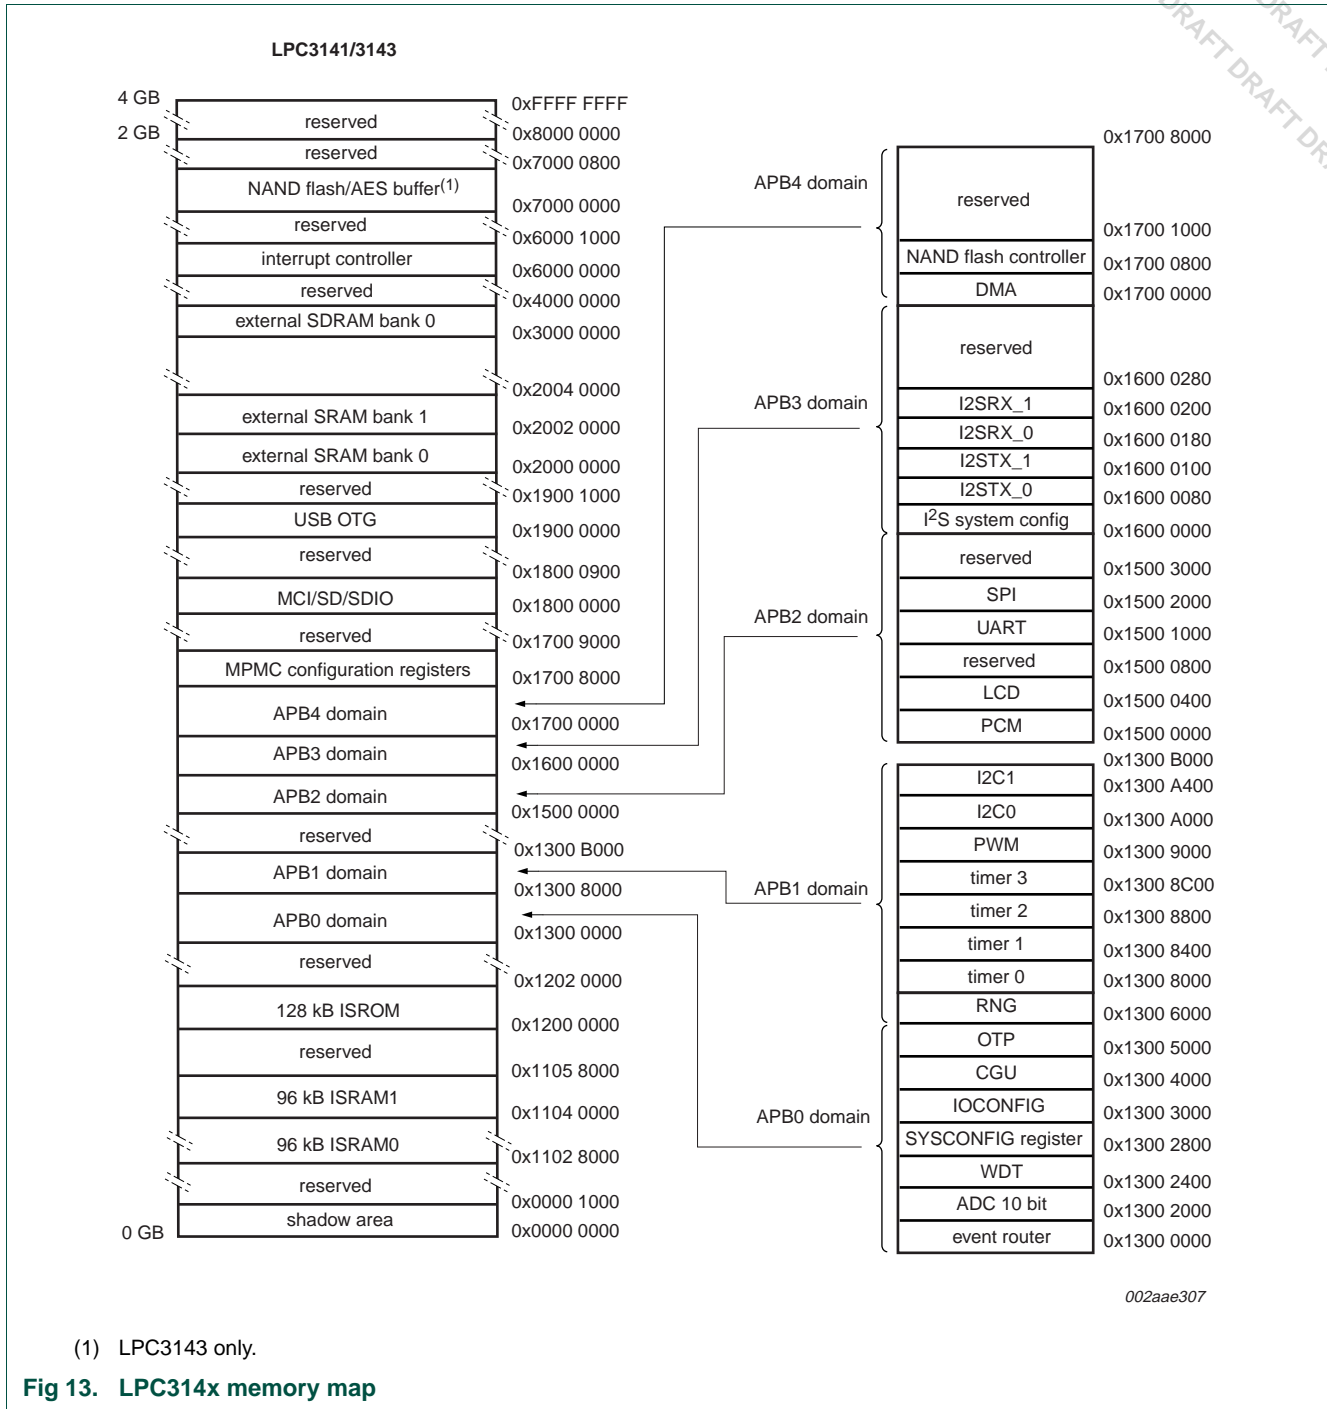 DRAFT DRAFT DRAFT
DRAFT DRAFT
LPC3141/3143
4 GB
0xFFFF FFFF
reserved
2 GB
0x8000 0000
reserved
0x7000 0800
NAND flash/AES buffer(1)
0x7000 0000
reserved
0x6000 1000
interrupt controller
0x6000 0000
reserved
0x4000 0000
external SDRAM bank 0
0x3000 0000
0x2004 0000
external SRAM bank 1
0x2002 0000
external SRAM bank 0
0x2000 0000
reserved
0x1900 1000
USB OTG
0x1900 0000
reserved
0x1800 0900
MCI/SD/SDIO
0x1800 0000
reserved
0x1700 9000
MPMC configuration registers
0x1700 8000
APB4 domain
0x1700 0000
APB3 domain
0x1600 0000
APB2 domain
0x1500 0000
reserved
0x1300 B000
APB1 domain
0x1300 8000
APB0 domain
0x1300 0000
reserved
0x1202 0000
128 kB ISROM
0x1200 0000
reserved
0x1105 8000
96 kB ISRAM1
0x1104 0000
96 kB ISRAM0
0x1102 8000
reserved
0x0000 1000
shadow area
0 GB
0x0000 0000
0x1700 8000
APB4 domain
reserved
0x1700 1000
NAND flash controller
0x1700 0800
DMA
0x1700 0000
reserved
0x1600 0280
APB3 domain
I2SRX_1
0x1600 0200
I2SRX_0
0x1600 0180
I2STX_1
0x1600 0100
I2STX_0
0x1600 0080
I2S system config
0x1600 0000
reserved
0x1500 3000
SPI
0x1500 2000
APB2 domain
UART
0x1500 1000
reserved
0x1500 0800
LCD
0x1500 0400
PCM
0x1500 0000
0x1300 B000
I2C1
0x1300 A400
I2C0
0x1300 A000
PWM
0x1300 9000
APB1 domain
timer 3
0x1300 8C00
timer 2
0x1300 8800
timer 1
0x1300 8400
timer 0
0x1300 8000
RNG
0x1300 6000
OTP
0x1300 5000
CGU
0x1300 4000
APB0 domain
IOCONFIG
0x1300 3000
SYSCONFIG register
0x1300 2800
WDT
0x1300 2400
ADC 10 bit
0x1300 2000
event router
0x1300 0000
002aae307
(1) LPC3143 only.
Fig 13. LPC314x memory map